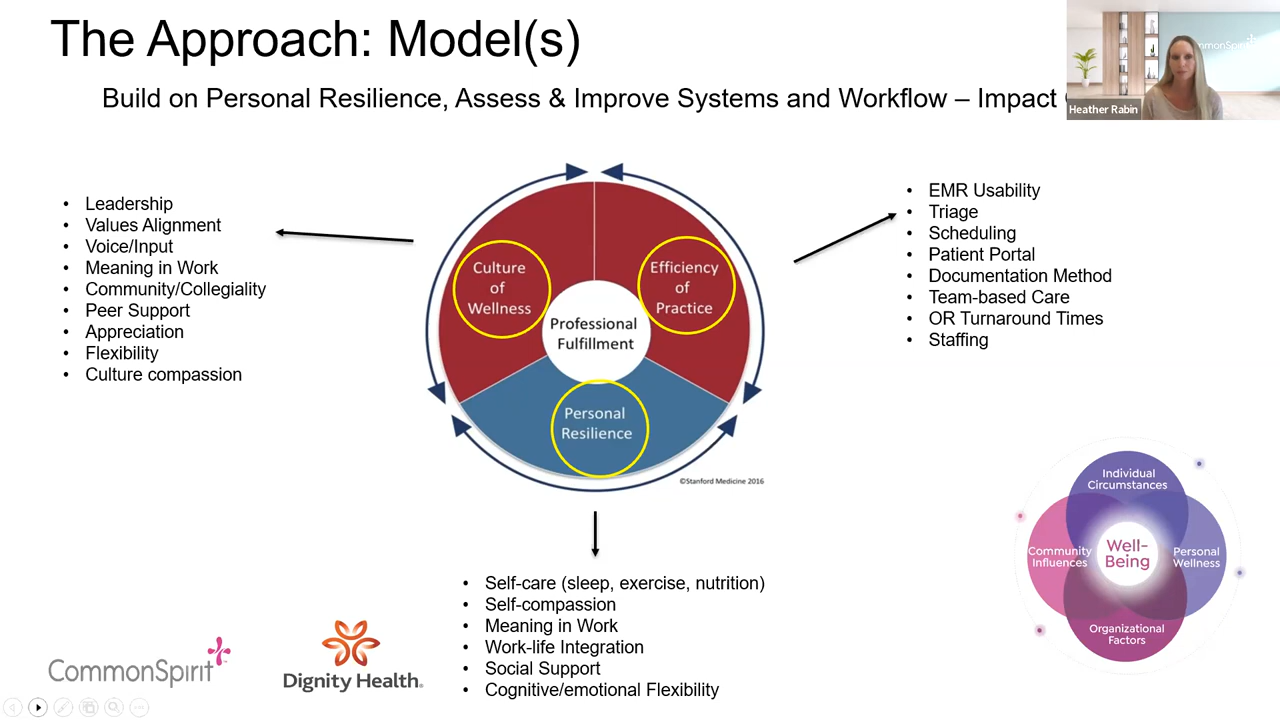 The Approach: Model(s)
Build on Personal Resilience, Assess & Improve Systems and Workflow – Impact
Heather Rabin
• Leadership
• Values Alignment
• Voice/Input
• Meaning in Work
• Community/Collegiality
• Peer Support
• Appreciation
• Flexibility
• Culture compassion
Culture
of
Wellness
Efficiency
of
Practice
Professional
Fulfillment
Personal
Resilience
©Stanford Medicine 2016
• EMR Usability
• Triage
• Scheduling
• Patient Portal
• Documentation Method
• Team-based Care
• OR Turnaround Times
• Staffing
• Self-care (sleep, exercise, nutrition)
• Self-compassion
• Meaning in Work
• Work-life Integration
• Social Support
• Cognitive/emotional Flexibility
Individual
Circumstances
Community
Influences
Well-
Being
Personal
Wellness
Organizational
Factors
CommonSpirit
Dignity Health.